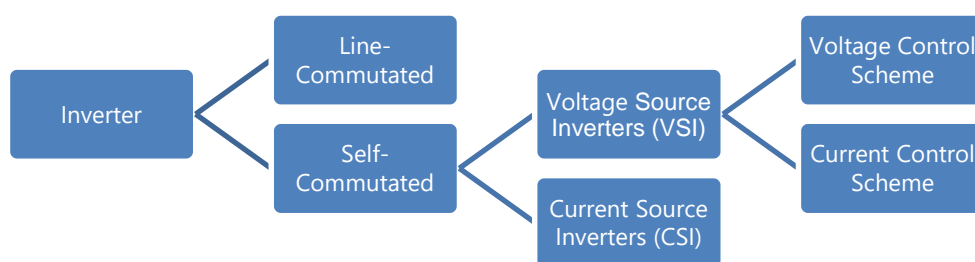 Inverter
Line-
Commutated
Self-
Commutated
Voltage Source
Inverters (VSI)
Current Source
Inverters (CSI)
Voltage Control
Scheme
Current Control
Scheme